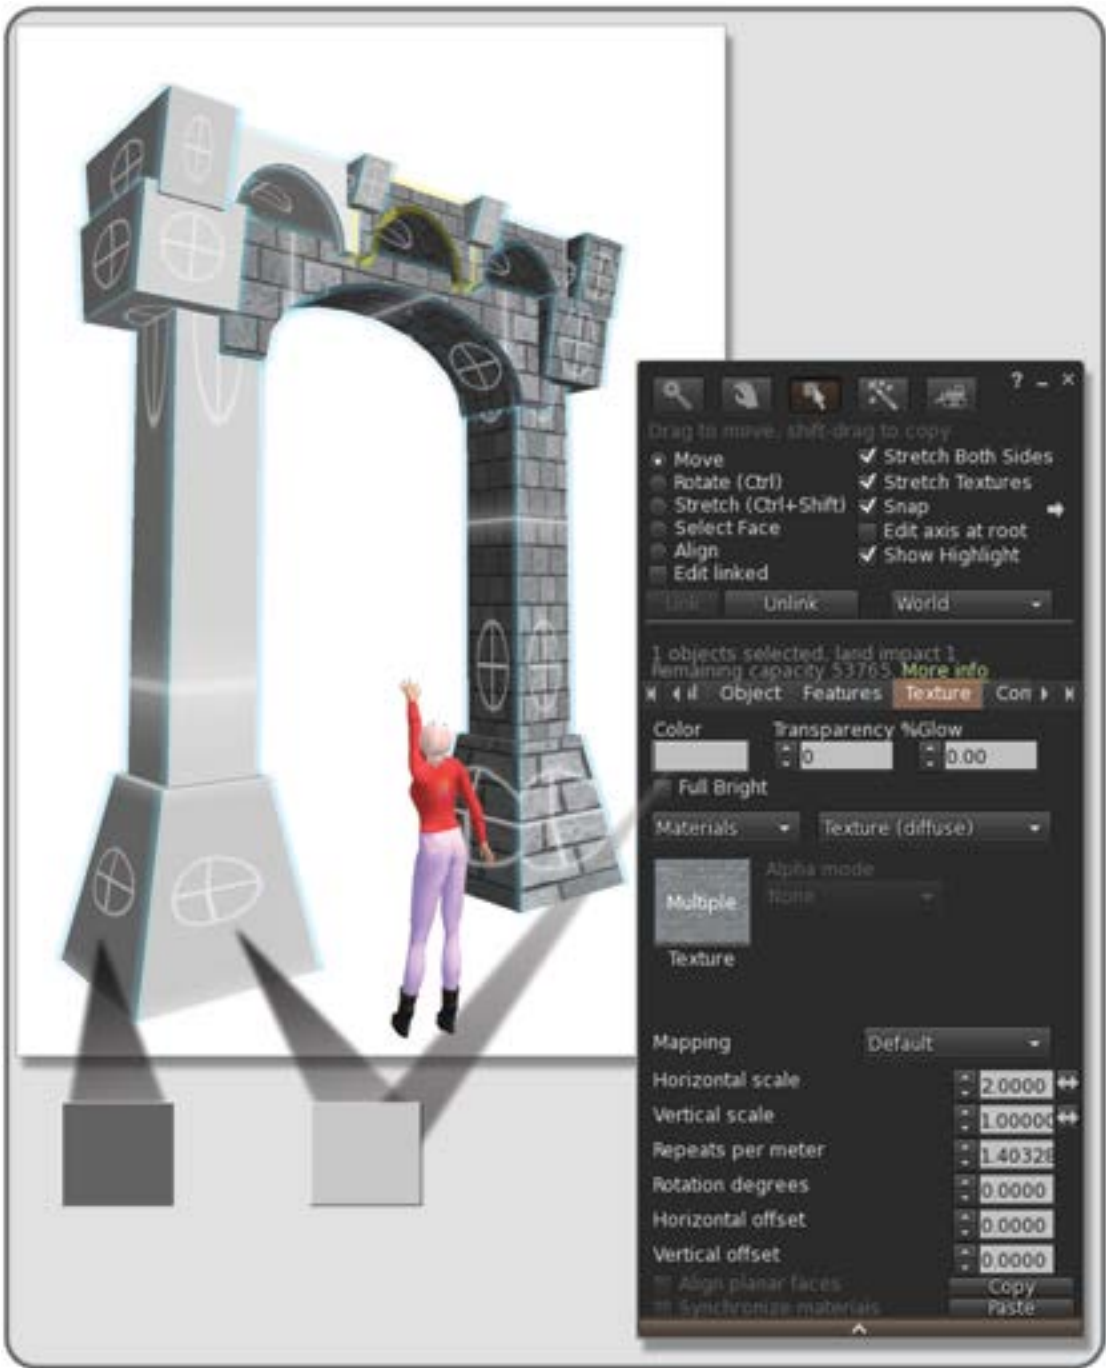 ?
Drag to move, shift-drag to copy
Move
Stretch Both Sides
Rotate (Ctrl)
Stretch Textures
Stretch (Ctrl+Shift)
Snap
Select Face
Edit axis at root
Align
Show Highlight
Edit linked
Link Unlink World
1 objects selected, land impact 1
Remaining capacity 53765. More info
Object Features Texture Con
Color Transparency % Glow
0 0.00
Full Bright
Materials Texture (diffuse)
Alpha mode
Multiple None
Texture
Mapping Default
Horizontal scale 2.0000
Vertical scale 1.00000
Repeats per meter 1.40328
Rotation degrees 0.0000
Horizontal offset 0.0000
Vertical offset 0.0000
Align planar faces Copy
Synchronize materials Paste